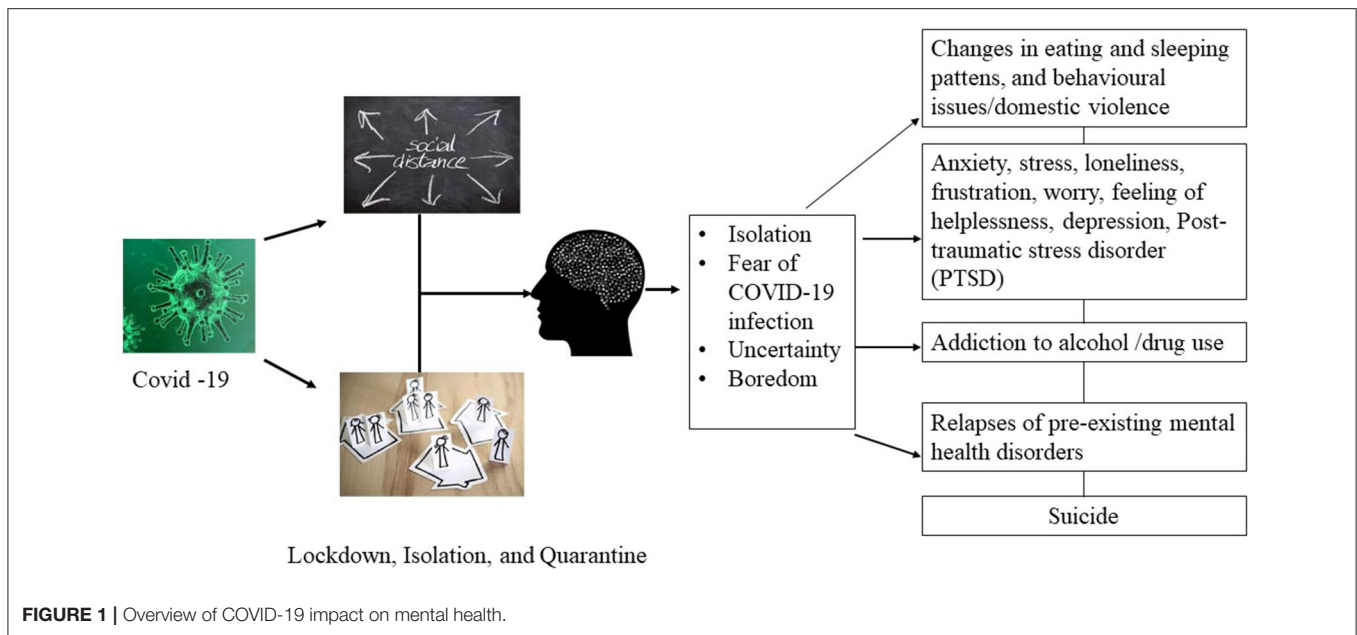 social
distance
Covid -19
Lockdown, Isolation, and Quarantine
• Isolation
• Fear of
COVID-19
infection
• Uncertainty
• Boredom
Changes in eating and sleeping
pattens, and behavioural
issues/domestic violence
Anxiety, stress, loneliness,
frustration, worry, feeling of
helplessness, depression, Post-
traumatic stress disorder
(PTSD)
Addiction to alcohol /drug use
Relapses of pre-existing mental
health disorders
Suicide
FIGURE 1 | Overview of COVID-19 impact on mental health.